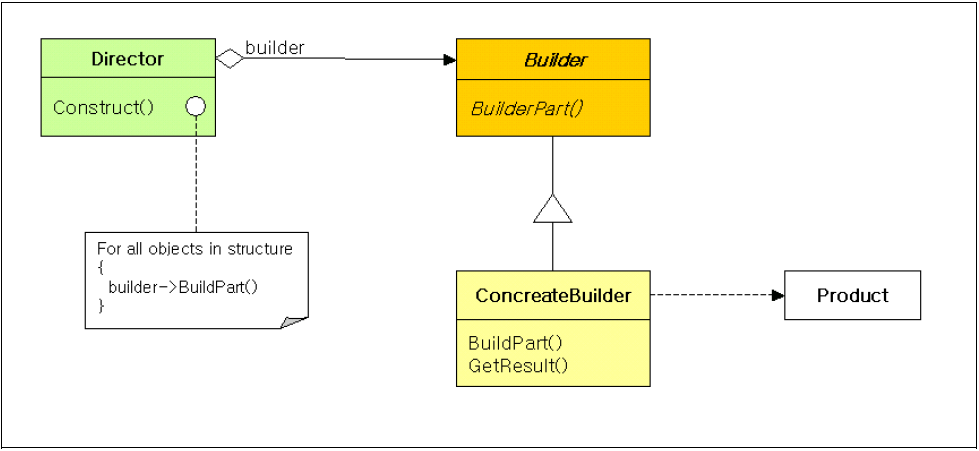 Director
Construct()
builder
Builder
BuilderPart()
For all objects in structure
{
builder->BuildPart()
}
ConcreateBuilder
BuildPart()
GetResult()
Product